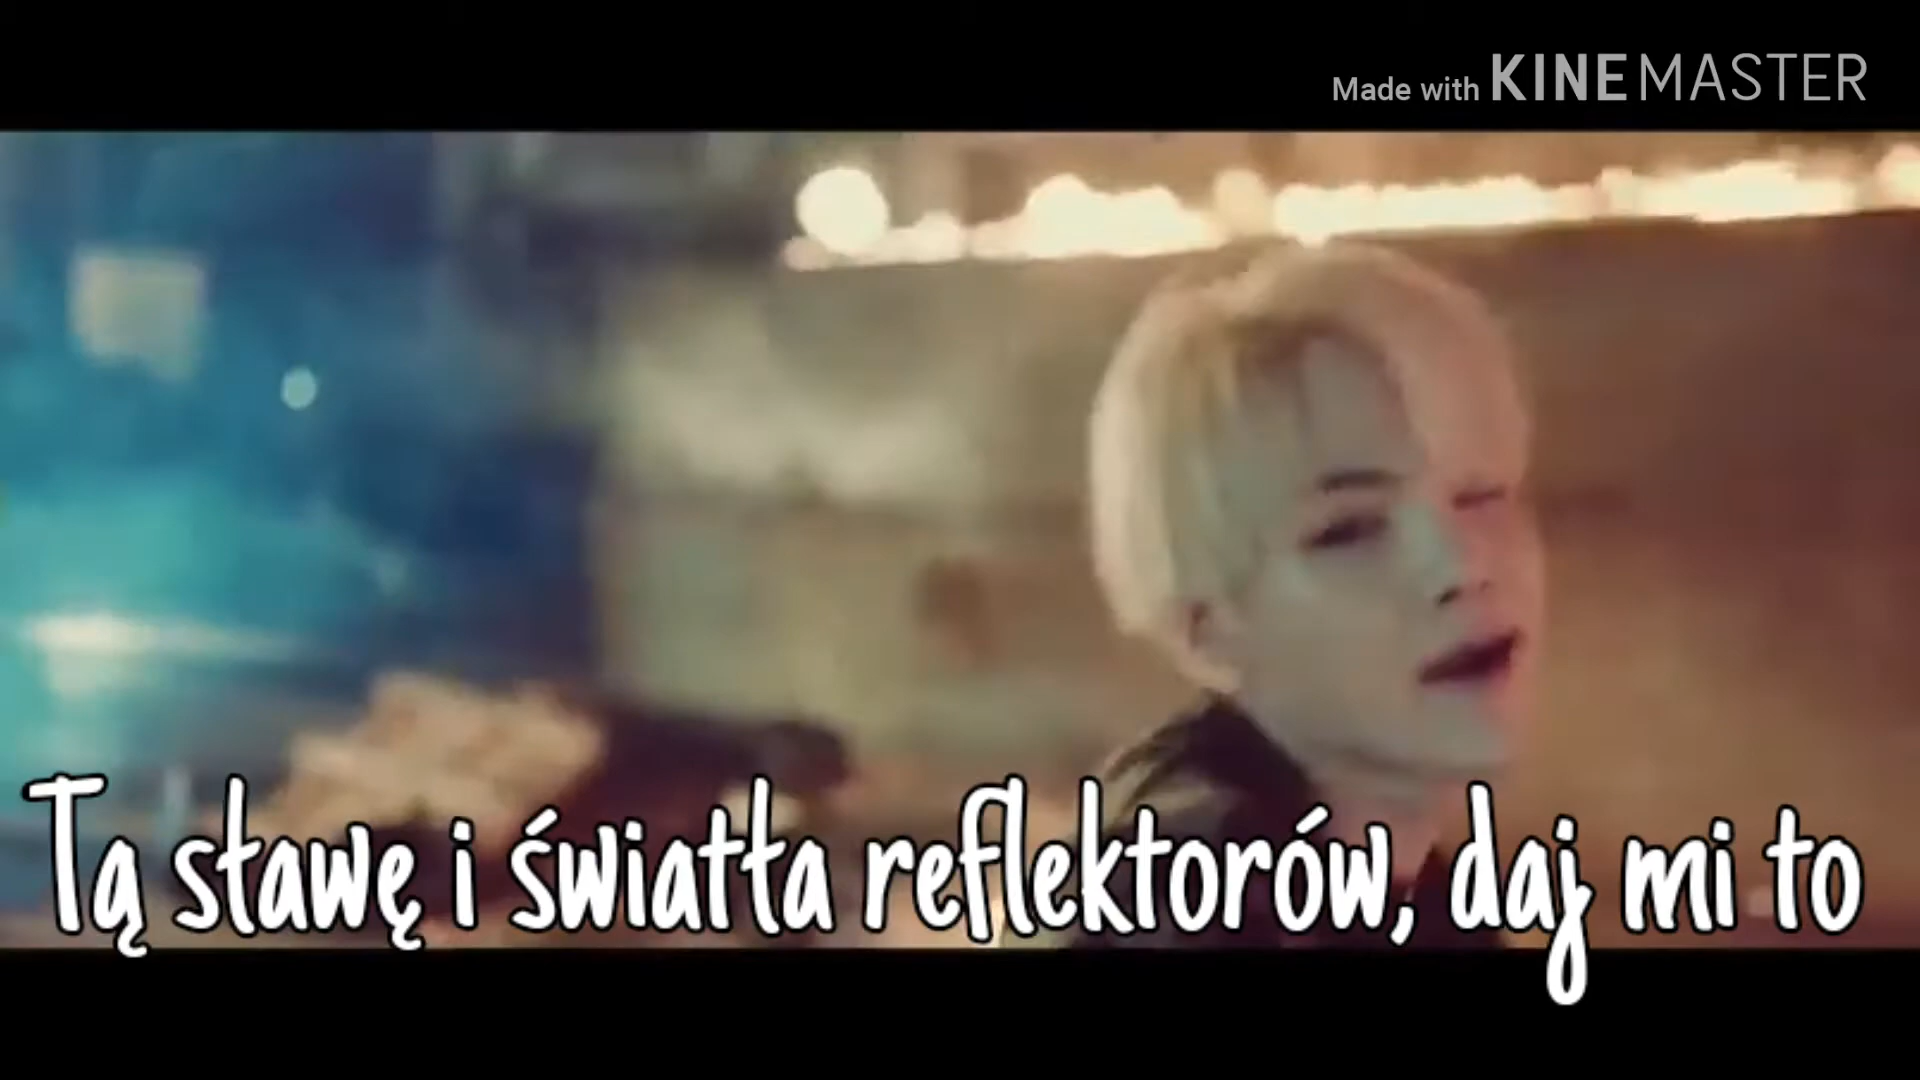 Made with KINEMASTER
Tą sławę i światła reflektorów, daj mi to